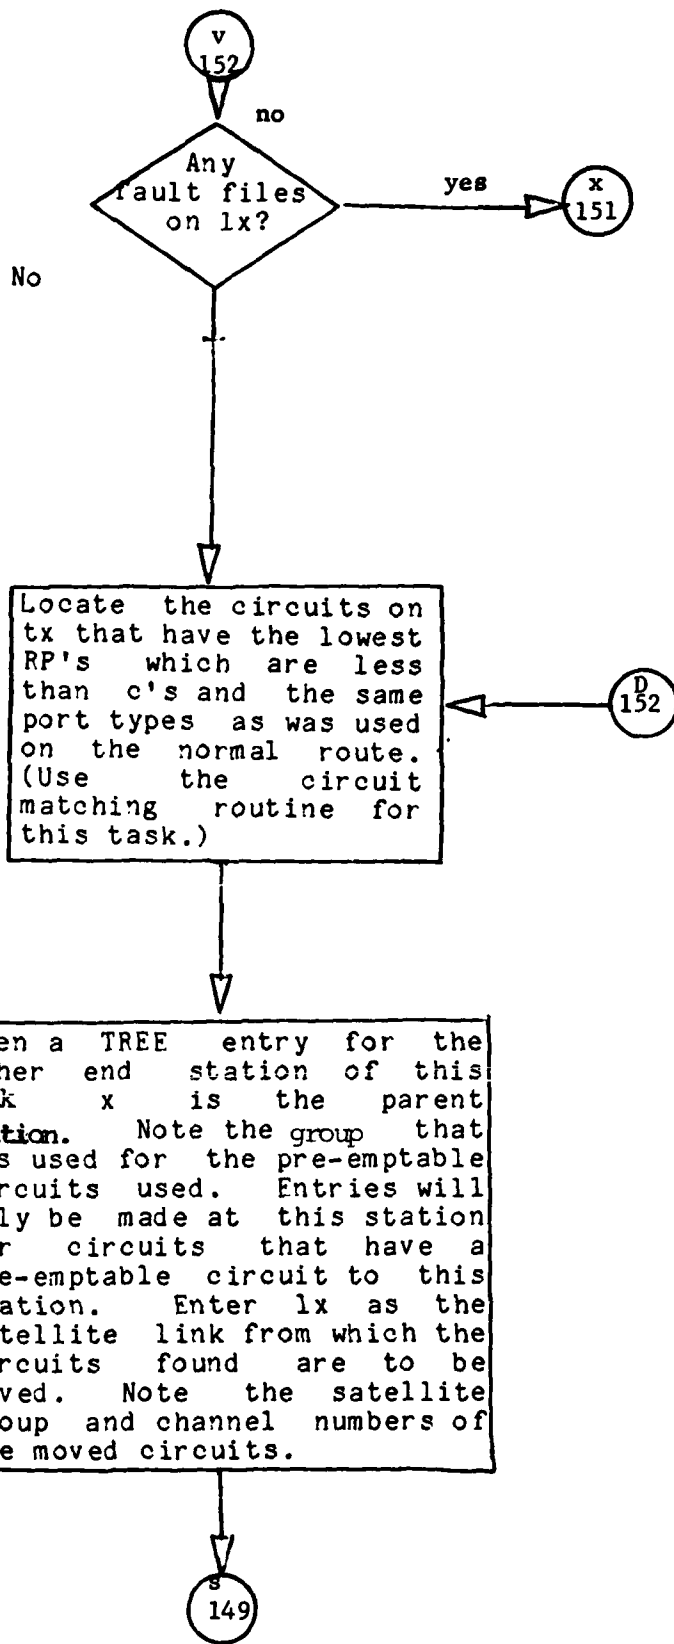 v
152
no
Any
fault files
on lx?
yes
x
151
No
Locate the circuits on
tx that have the lowest
RP's which are less
than c's and the same
port types as was used
on the normal route.
(Use the circuit
matching routine for
this task.)
D
152
en a TREE entry for the
her end station of this
k x is the parent
ation. Note the group that
s used for the pre-emptable
rcuits used. Entries will
ly be made at this station
r circuits that have a
e-emptable circuit to this
ation. Enter lx as the
tellite link from which the
rcuits found are to be
ved. Note the satellite
oup and channel numbers of
e moved circuits.
s
149